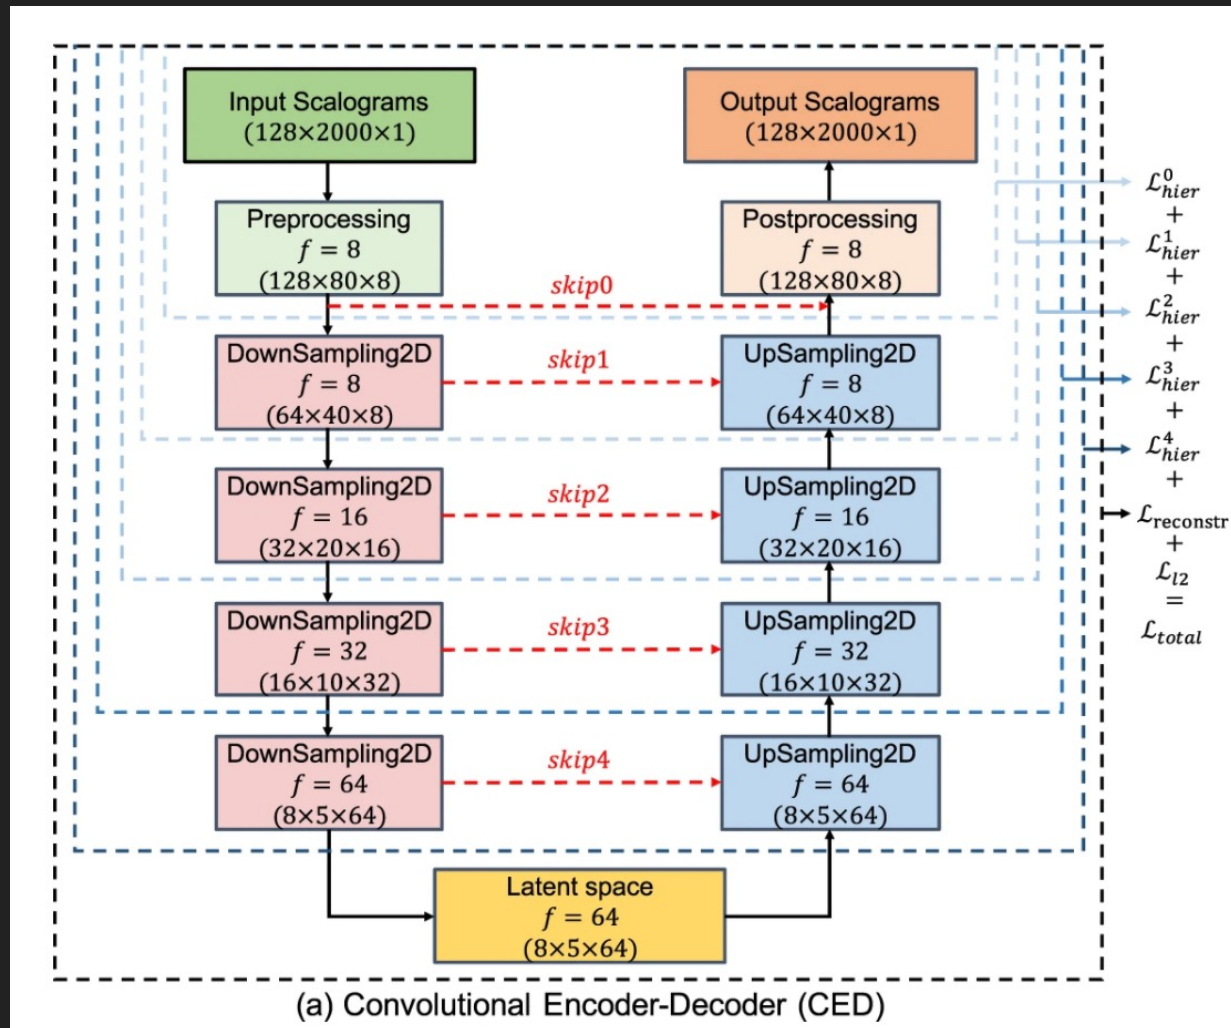 Input Scalograms
(128×2000×1)
Output Scalograms
(128×2000×1)
Preprocessing
f = 8
(128×80×8)
Postprocessing
f = 8
(128×80×8)
skip0
DownSampling2D
f = 8
(64×40×8)
skip1
UpSampling2D
f = 8
(64×40×8)
DownSampling2D
f = 16
(32×20×16)
skip2
UpSampling2D
f = 16
(32×20×16)
DownSampling2D
f = 32
(16×10×32)
skip3
UpSampling2D
f = 32
(16×10×32)
DownSampling2D
f = 64
(8×5×64)
skip4
UpSampling2D
f = 64
(8×5×64)
Latent space
f = 64
(8×5×64)
ℒ⁰hier
+
ℒ¹hier
+
ℒ²hier
+
ℒ³hier
+
ℒ⁴hier
+
ℒreconstr
+
ℒl2
=
ℒtotal
(a) Convolutional Encoder-Decoder (CED)